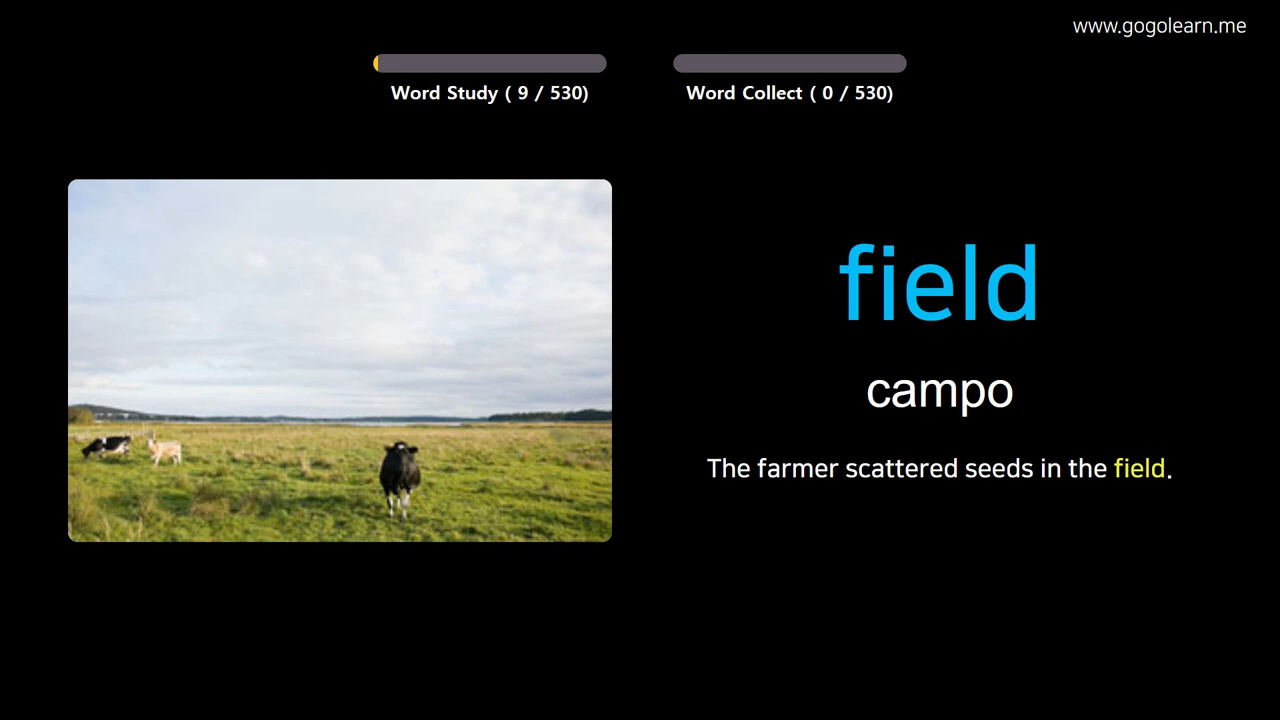 www.gogolearn.me
Word Study ( 9 / 530)
Word Collect ( 0 / 530)
field
campo
The farmer scattered seeds in the field.